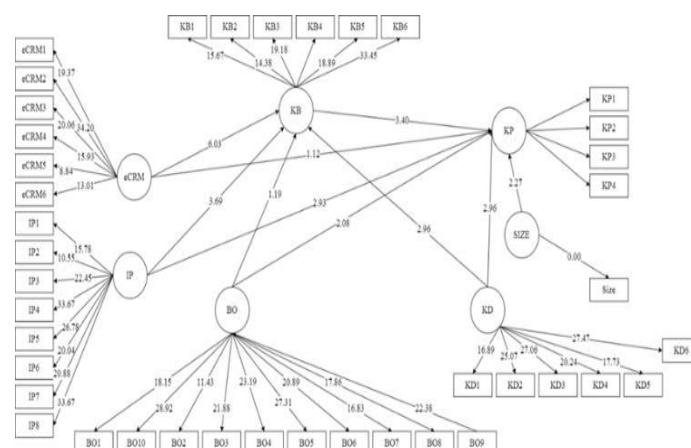 KB1 KB2 KB3 KB4 KB5 KB6
15.67 14.38 19.18 18.89 33.45
eCRM1
eCRM2
eCRM3
eCRM4
eCRM5
eCRM6
19.37
34.20
20.06
15.93
8.84
13.01
KB
KP
3.40
KP1
KP2
KP3
KP4
eCRM
6.03
1.12
3.69
2.93
1.19
2.08
2.96
2.96
2.27
SIZE
0.00
Size
IP1
IP2
IP3
IP4
IP5
IP6
IP7
IP8
15.78
10.55
22.45
33.67
26.78
20.04
20.88
33.67
IP
BO
KD
18.15 28.92 11.43 21.88 23.19 27.31 20.89 16.83 17.86 22.38
BO1 BO10 BO2 BO3 BO4 BO5 BO6 BO7 BO8 BO9
16.89 25.07 27.06 20.24 17.73 27.47
KD1 KD2 KD3 KD4 KD5 KD6